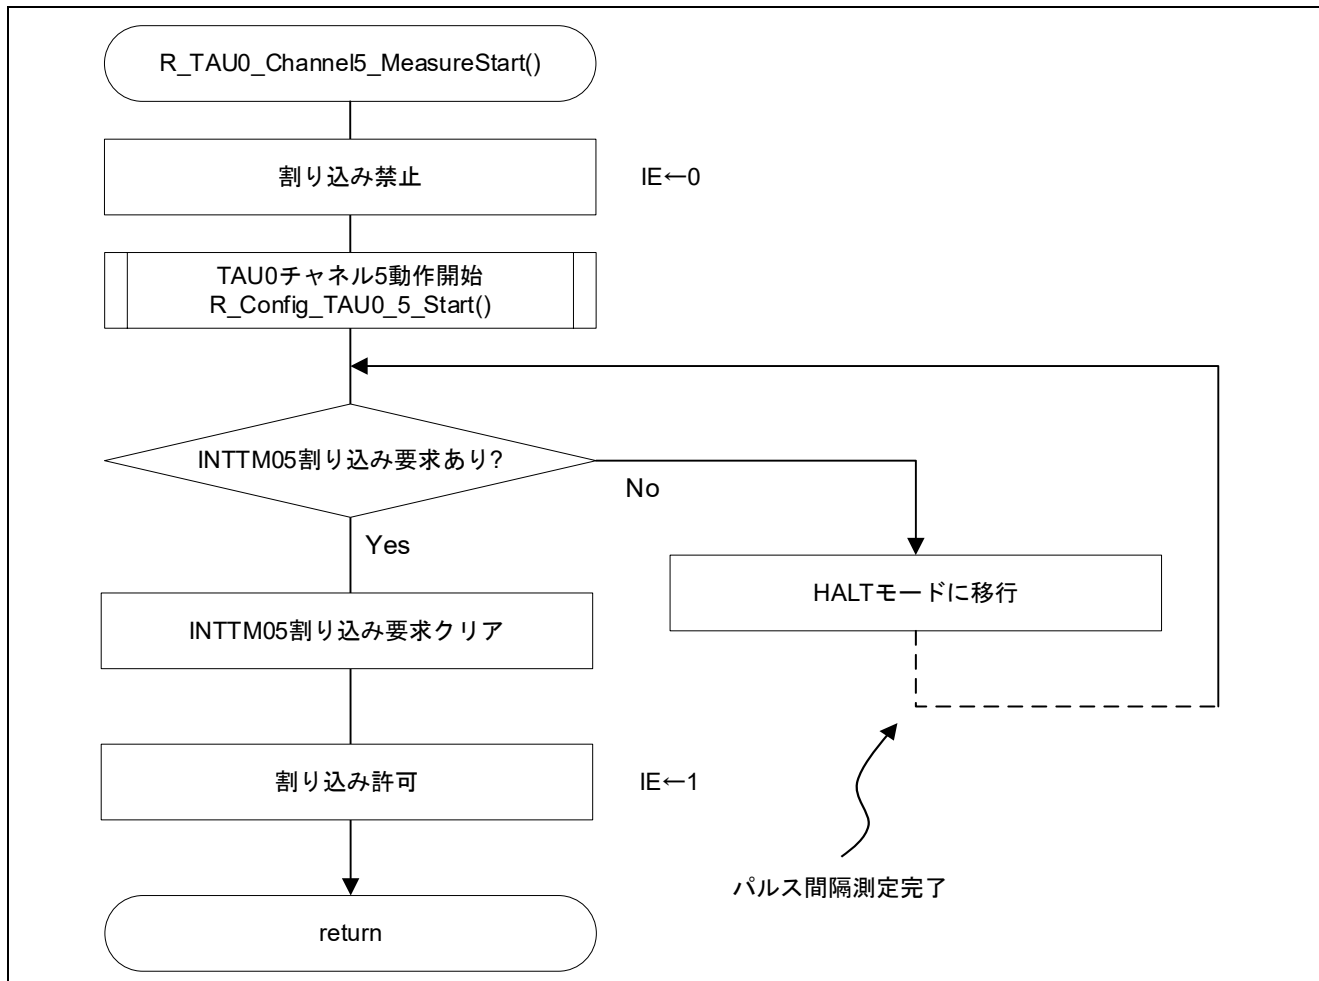 R_TAU0_Channel5_MeasureStart()
割り込み禁止
IE←0
TAU0チャネル5動作開始
R_Config_TAU0_5_Start()
INTTM05割り込み要求あり?
No
Yes
HALTモードに移行
INTTM05割り込み要求クリア
割り込み許可
IE←1
パルス間隔測定完了
return